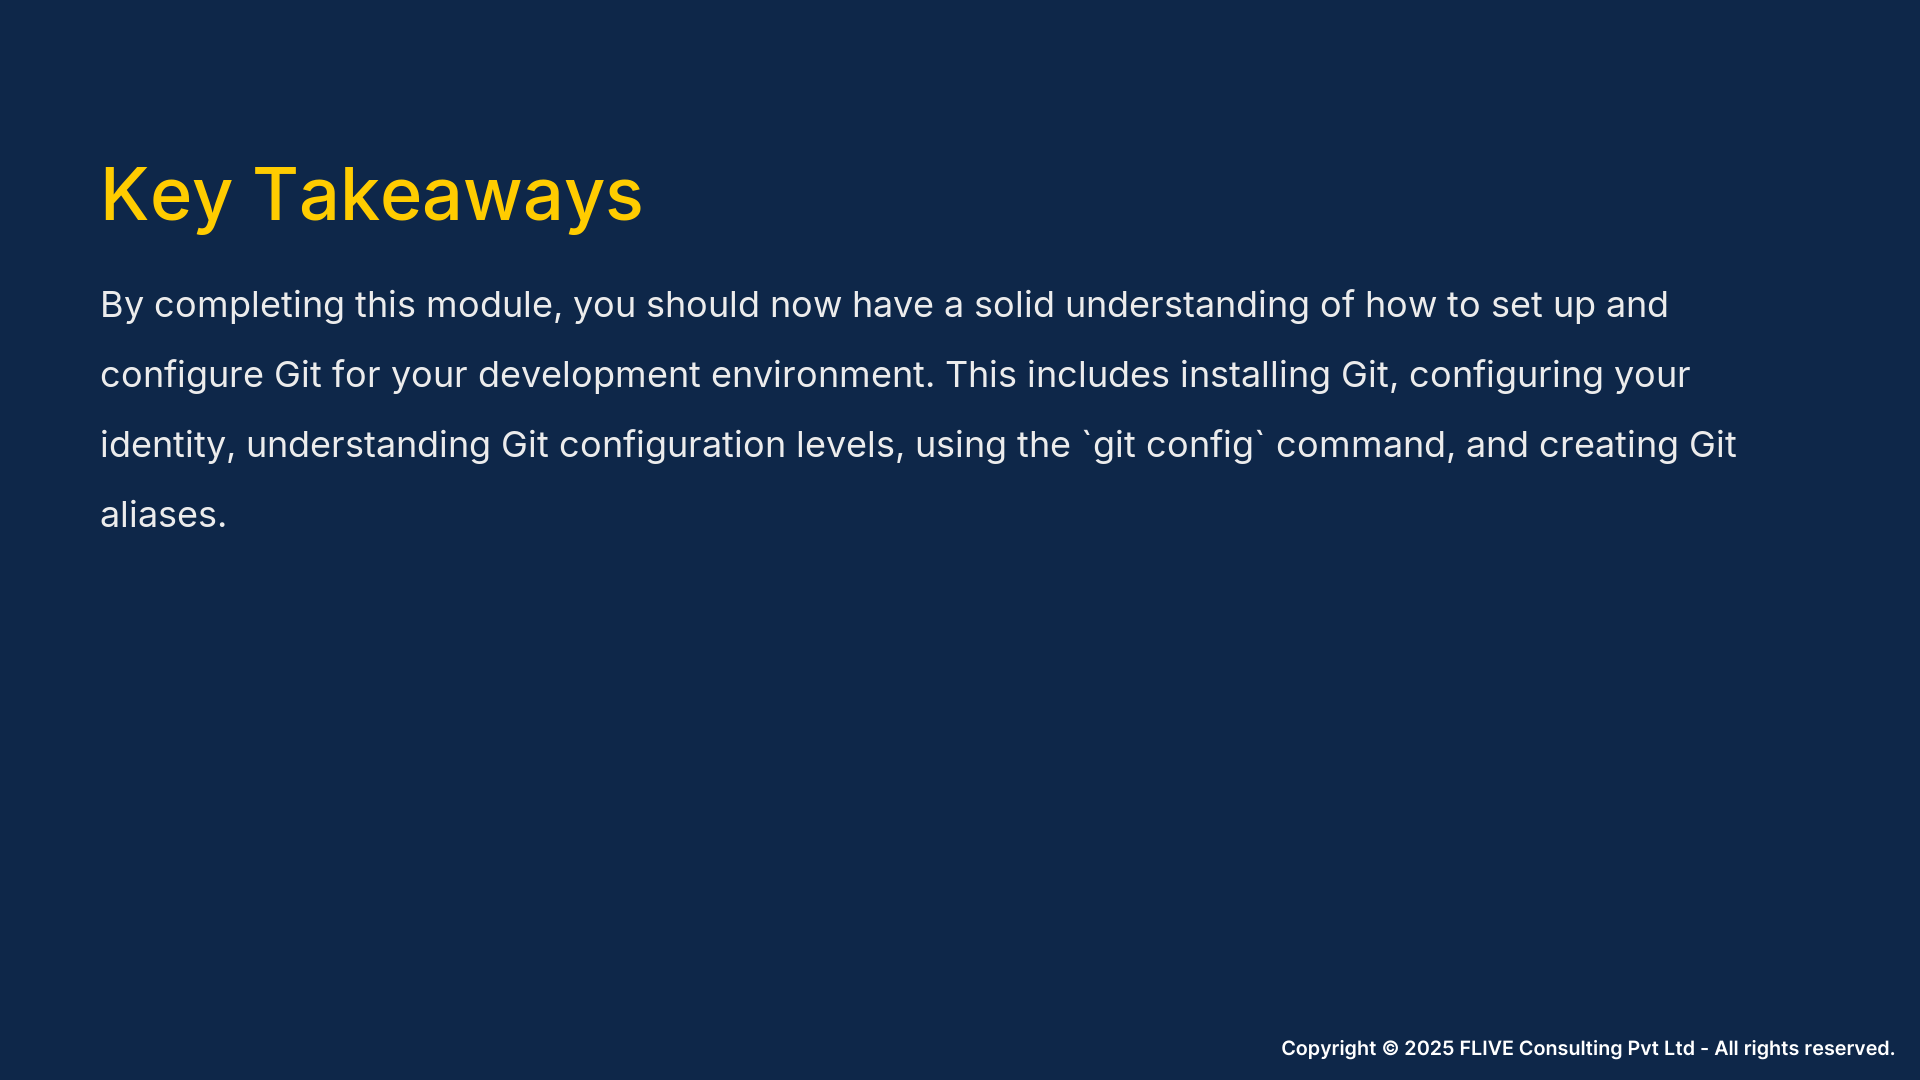 Key Takeaways
By completing this module, you should now have a solid understanding of how to set up and
configure Git for your development environment. This includes installing Git, configuring your
identity, understanding Git configuration levels, using the `git config` command, and creating Git
aliases.
Copyright © 2025 FLIVE Consulting Pvt Ltd - All rights reserved.